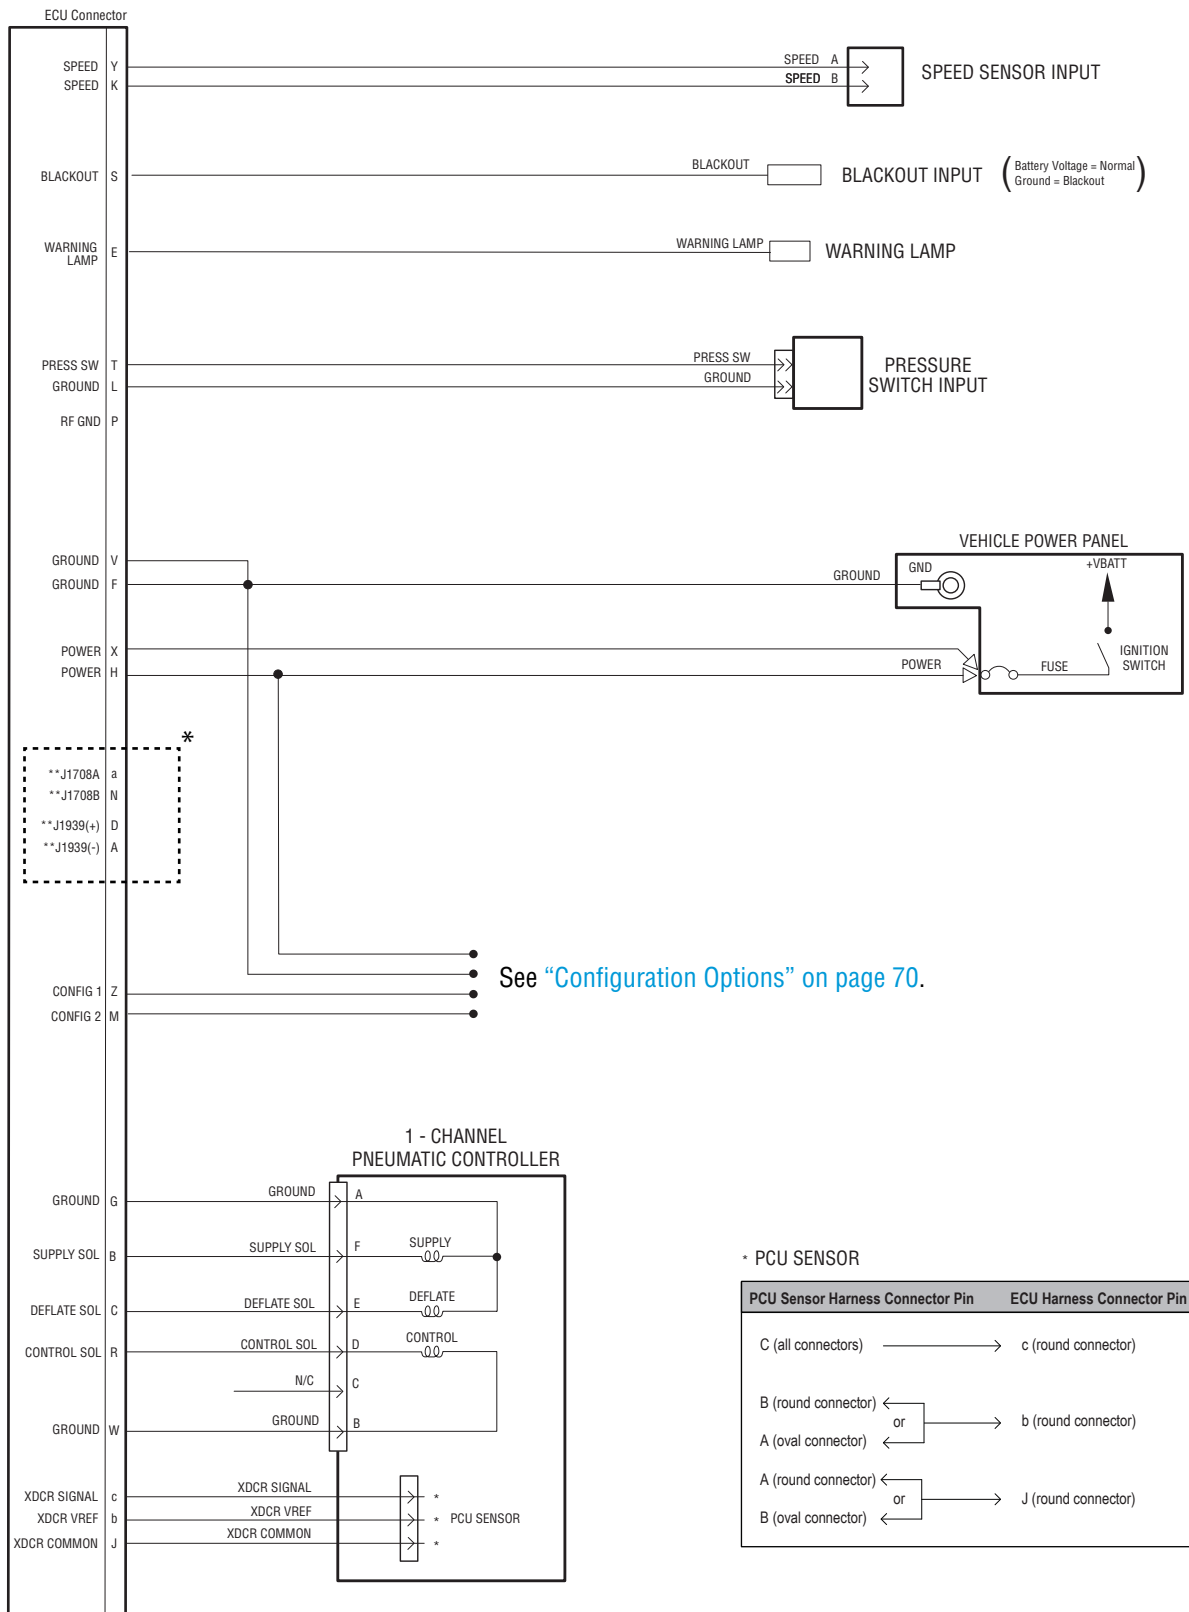 ECU Connector
SPEED Y
SPEED A
SPEED K
SPEED B
SPEED SENSOR INPUT
BLACKOUT S
BLACKOUT
BLACKOUT INPUT
(Battery Voltage = Normal
Ground = Blackout)
WARNING
LAMP
E
WARNING LAMP
WARNING LAMP
PRESS SW T
PRESS SW
GROUND L
GROUND
PRESSURE
SWITCH INPUT
RF GND P
VEHICLE POWER PANEL
GROUND V
GROUND F
GROUND
GND
+VBATT
POWER X
POWER H
POWER
FUSE
IGNITION
SWITCH
*
**J1708A a
**J1708B N
**J1939(+) D
**J1939(-) A
See “Configuration Options” on page 70.
CONFIG 1 Z
CONFIG 2 M
1 - CHANNEL
PNEUMATIC CONTROLLER
GROUND G
GROUND
A
SUPPLY SOL B
SUPPLY SOL
F
SUPPLY
DEFLATE SOL C
DEFLATE SOL
E
DEFLATE
CONTROL SOL R
CONTROL SOL
D
CONTROL
N/C
C
GROUND W
GROUND
B
XDCR SIGNAL c
XDCR SIGNAL
*
XDCR VREF b
XDCR VREF
* PCU SENSOR
XDCR COMMON J
XDCR COMMON
*
* PCU SENSOR
PCU Sensor Harness Connector Pin ECU Harness Connector Pin
C (all connectors) c (round connector)
B (round connector)
or
b (round connector)
A (oval connector)
A (round connector)
or
J (round connector)
B (oval connector)